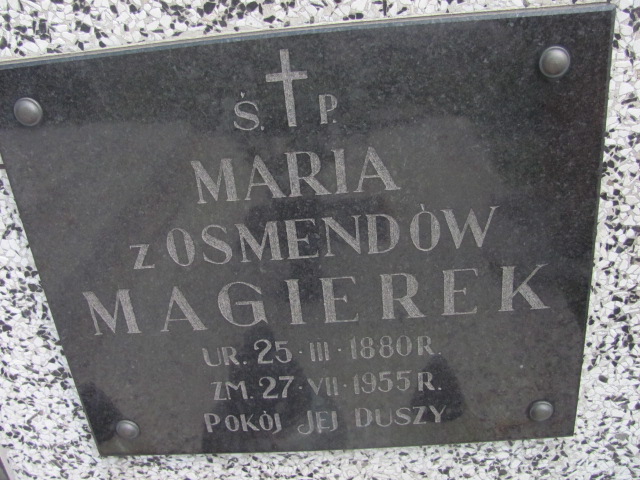 Ś. P.
MARIA
z OSMENDÓW
MAGIEREK
UR. 25·III·1880 R.
ZM. 27·VII·1955 R.
POKÓJ JEJ DUSZY